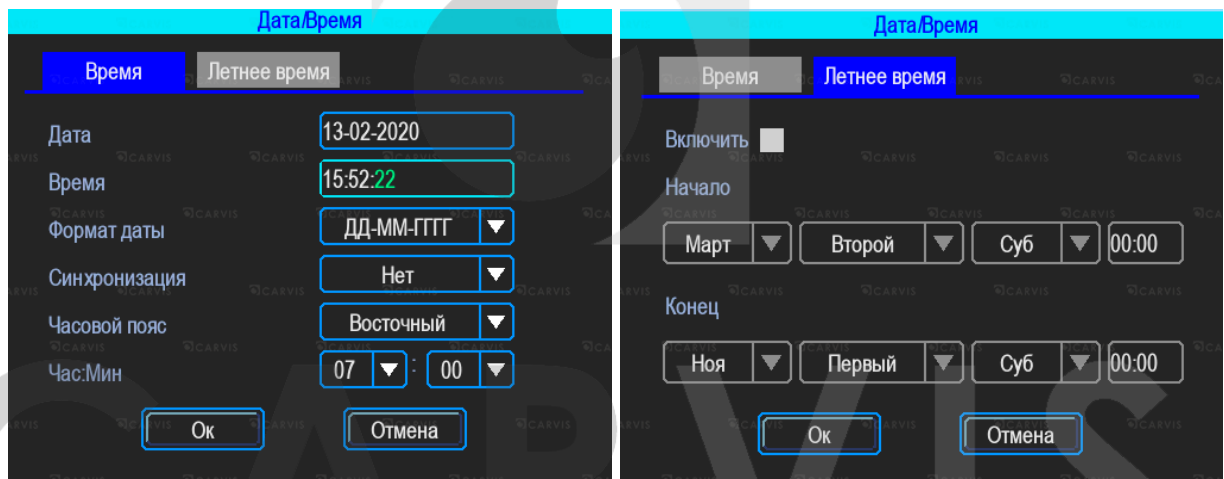 Дата/Время
Время Летнее время
Дата 13-02-2020
Время 15:52:22
Формат даты ДД-ММ-ГГГГ
Синхронизация Нет
Часовой пояс Восточный
Час:Мин 07 : 00
Ок Отмена
Дата/Время
Время Летнее время
Включить
Начало
Март Второй Суб 00:00
Конец
Ноя Первый Суб 00:00
Ок Отмена
CARVIS